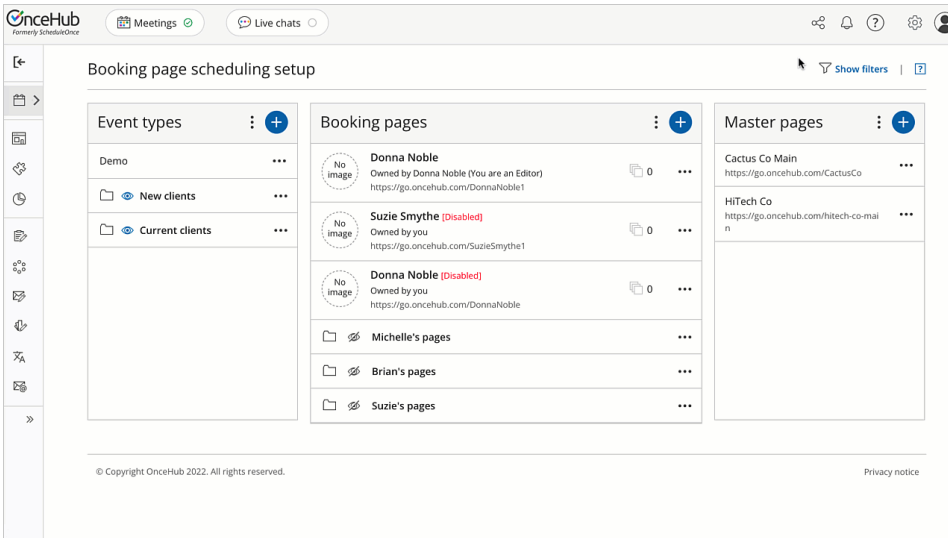 OnceHub
Formerly ScheduleOnce
Meetings
Live chats
?
Booking page scheduling setup
Show filters | ?
Event types
Demo
New clients
Current clients
Booking pages
No image
Donna Noble
Owned by Donna Noble (You are an Editor)
https://go.oncehub.com/DonnaNoble1
0
No image
Suzie Smythe [Disabled]
Owned by you
https://go.oncehub.com/SuzieSmythe1
0
No image
Donna Noble [Disabled]
Owned by you
https://go.oncehub.com/DonnaNoble
0
Michelle's pages
Brian's pages
Suzie's pages
Master pages
Cactus Co Main
https://go.oncehub.com/CactusCo
HiTech Co
https://go.oncehub.com/hitech-co-mai
n
© Copyright OnceHub 2022. All rights reserved.
Privacy notice